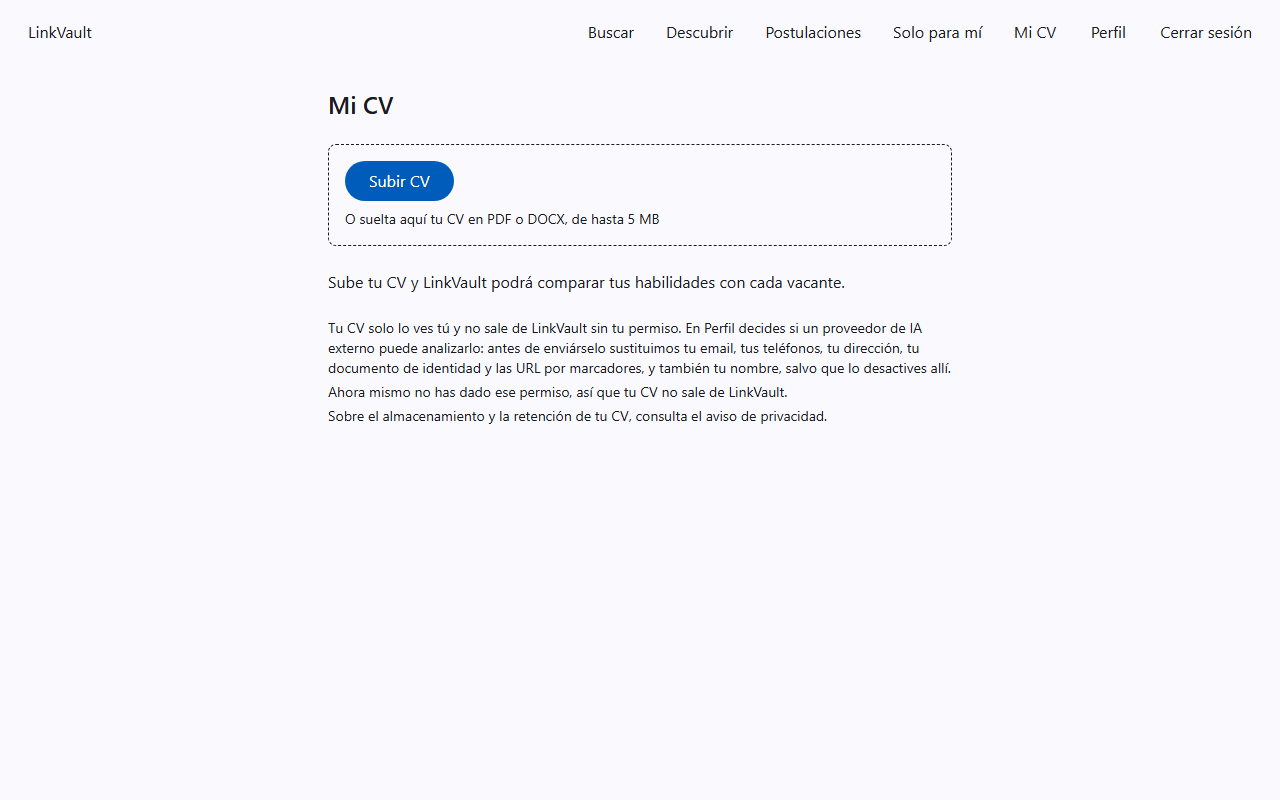 LinkVault
Buscar
Descubrir
Postulaciones
Solo para mí
Mi CV
Perfil
Cerrar sesión
Mi CV
Subir CV
O suelta aquí tu CV en PDF o DOCX, de hasta 5 MB
Sube tu CV y LinkVault podrá comparar tus habilidades con cada vacante.
Tu CV solo lo ves tú y no sale de LinkVault sin tu permiso. En Perfil decides si un proveedor de IA
externo puede analizarlo: antes de enviárselo sustituimos tu email, tus teléfonos, tu dirección, tu
documento de identidad y las URL por marcadores, y también tu nombre, salvo que lo desactives allí.
Ahora mismo no has dado ese permiso, así que tu CV no sale de LinkVault.
Sobre el almacenamiento y la retención de tu CV, consulta el aviso de privacidad.